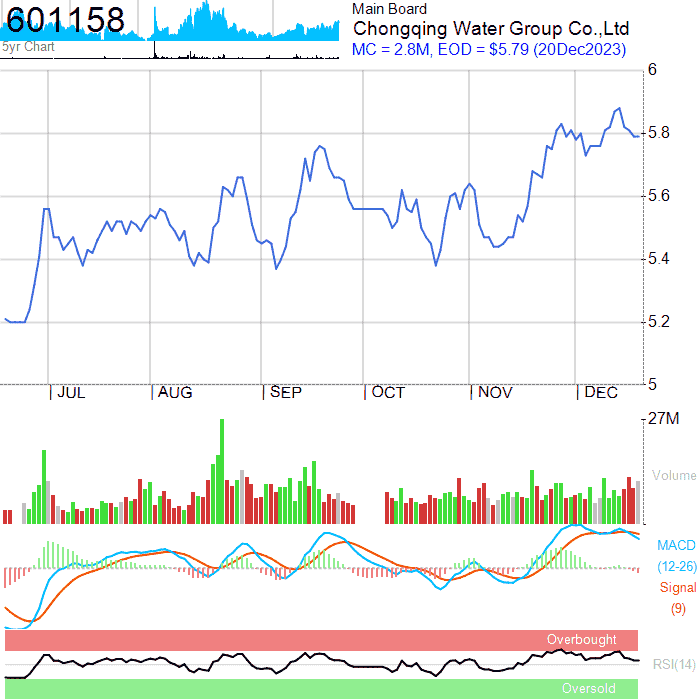 601158
5yr Chart
Main Board
Chongqing Water Group Co.,Ltd
MC = 2.8M, EOD = $5.79 (20Dec2023)
6
5.8
5.6
5.4
5.2
5
JUL AUG SEP OCT NOV DEC
27M
Volume
MACD
(12-26)
Signal
(9)
Overbought
RSI(14)
Oversold